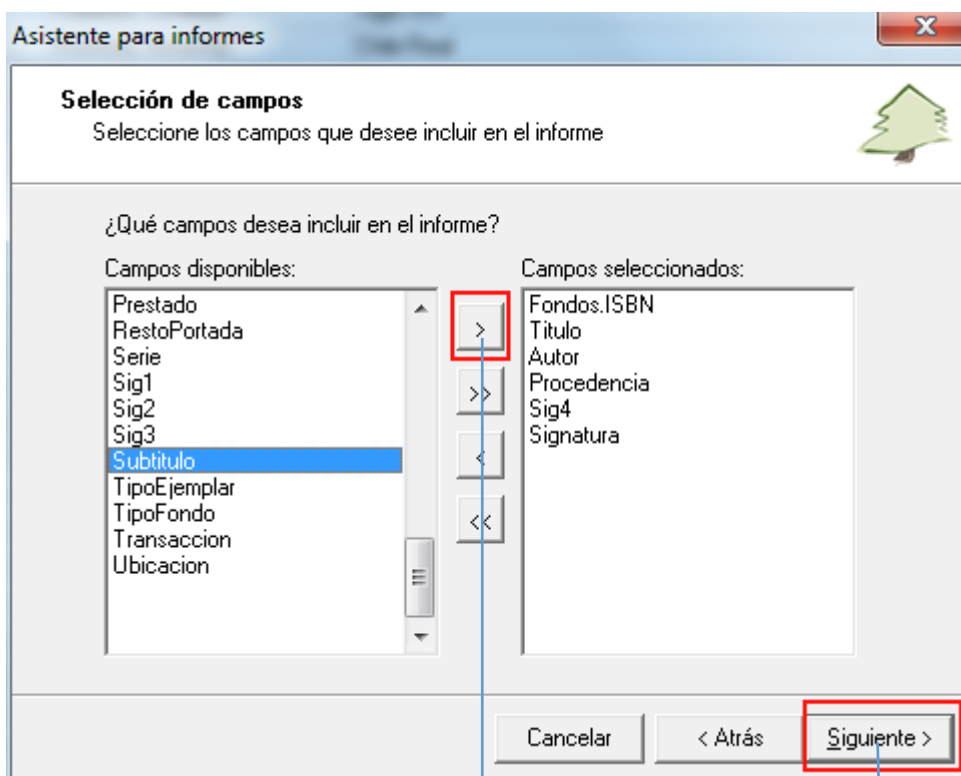 Asistente para informes
x
Selección de campos
Seleccione los campos que desee incluir en el informe
¿Qué campos desea incluir en el informe?
Campos disponibles:
Prestado
RestoPortada
Serie
Sig1
Sig2
Sig3
Subtitulo
TipoEjemplar
TipoFondo
Transaccion
Ubicacion
>
>>
<
<<
Campos seleccionados:
Fondos.ISBN
Titulo
Autor
Procedencia
Sig4
Signatura
Cancelar
< Atrás
Siguiente >